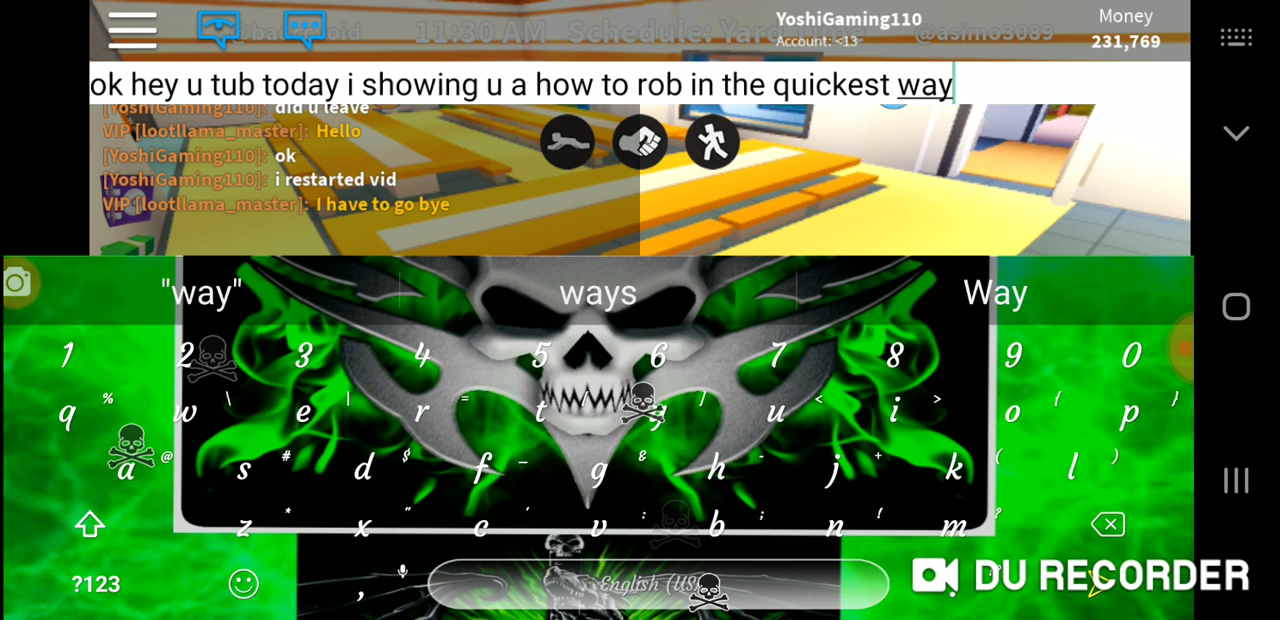 @ba 11:30 AM Schedule: Yard Time @asimo3089
YoshiGaming110
Account: <13
Money
231,769
ok hey u tub today i showing u a how to rob in the quickest way
[YoshiGaming110]: did u leave
VIP [lootllama_master]: Hello
[YoshiGaming110]: ok
[YoshiGaming110]: i restarted vid
VIP [lootllama_master]: I have to go bye
"way" ways Way
1 2 3 4 5 6 7 8 9 0
% \ | = / ] < > { }
q w e r t y u i o p
@ # $ _ & - + ( )
a s d f g h j k l
* " ' : ; ! ?
z x c v b n m
?123 , English (US)
DU RECORDER